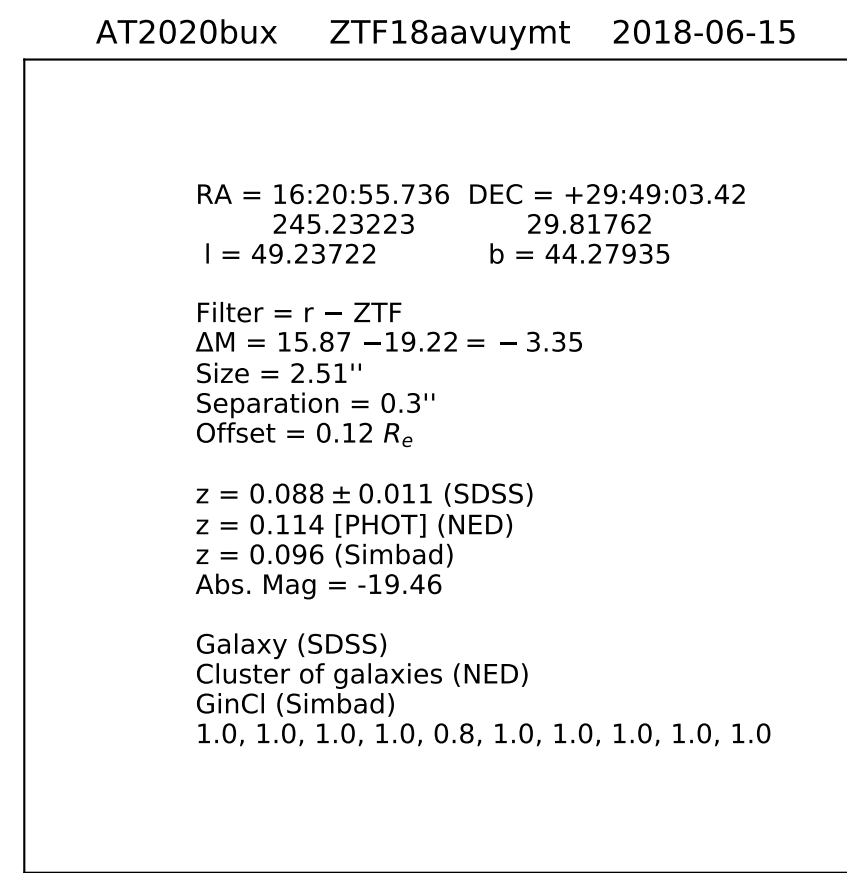 AT2020bux ZTF18aavuymt 2018-06-15
RA = 16:20:55.736 DEC = +29:49:03.42
245.23223 29.81762
l = 49.23722 b = 44.27935
Filter = r − ZTF
ΔM = 15.87 −19.22 = − 3.35
Size = 2.51''
Separation = 0.3''
Offset = 0.12 Rₑ
z = 0.088 ± 0.011 (SDSS)
z = 0.114 [PHOT] (NED)
z = 0.096 (Simbad)
Abs. Mag = -19.46
Galaxy (SDSS)
Cluster of galaxies (NED)
GinCl (Simbad)
1.0, 1.0, 1.0, 1.0, 0.8, 1.0, 1.0, 1.0, 1.0, 1.0